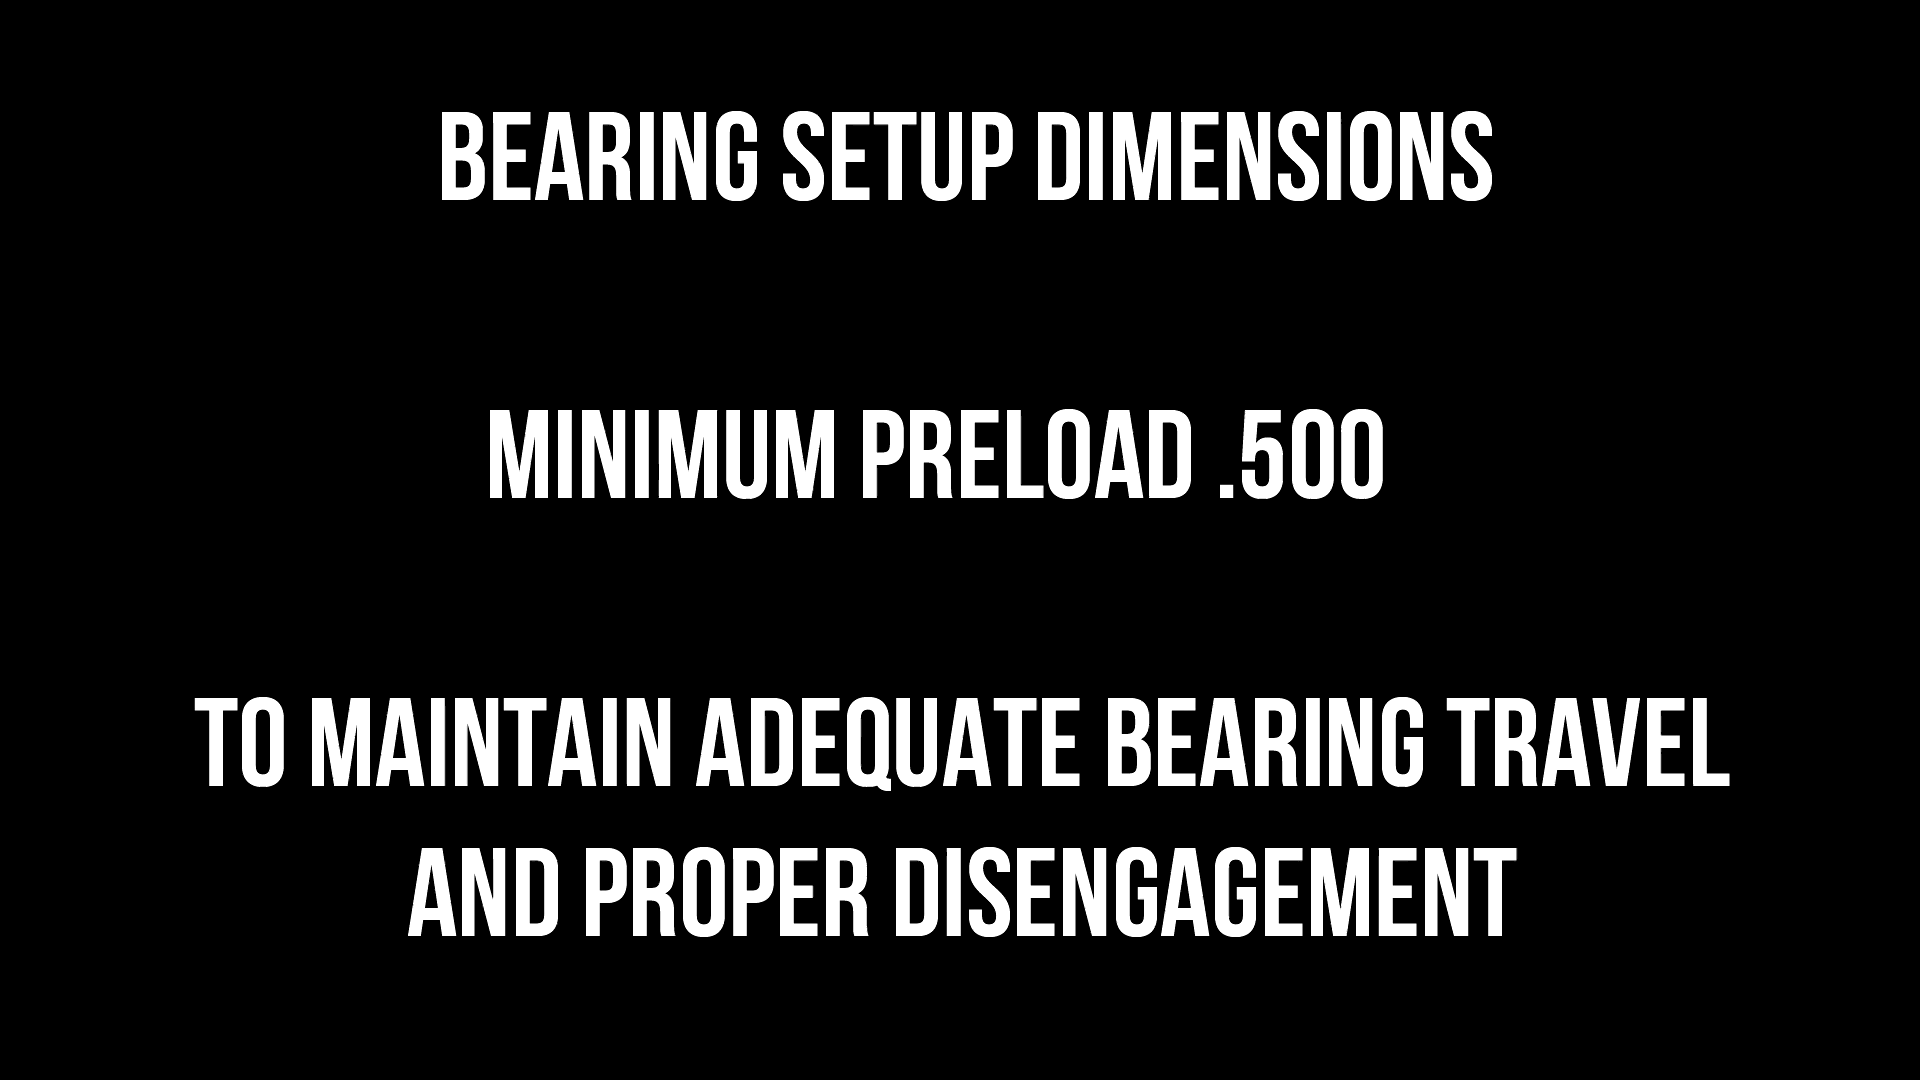 BEARING SETUP DIMENSIONS
MINIMUM PRELOAD .500
TO MAINTAIN ADEQUATE BEARING TRAVEL
AND PROPER DISENGAGEMENT